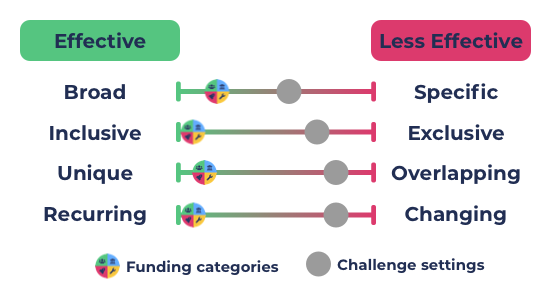 Effective
Less Effective
Broad
Specific
Inclusive
Exclusive
Unique
Overlapping
Recurring
Changing
Funding categories
Challenge settings